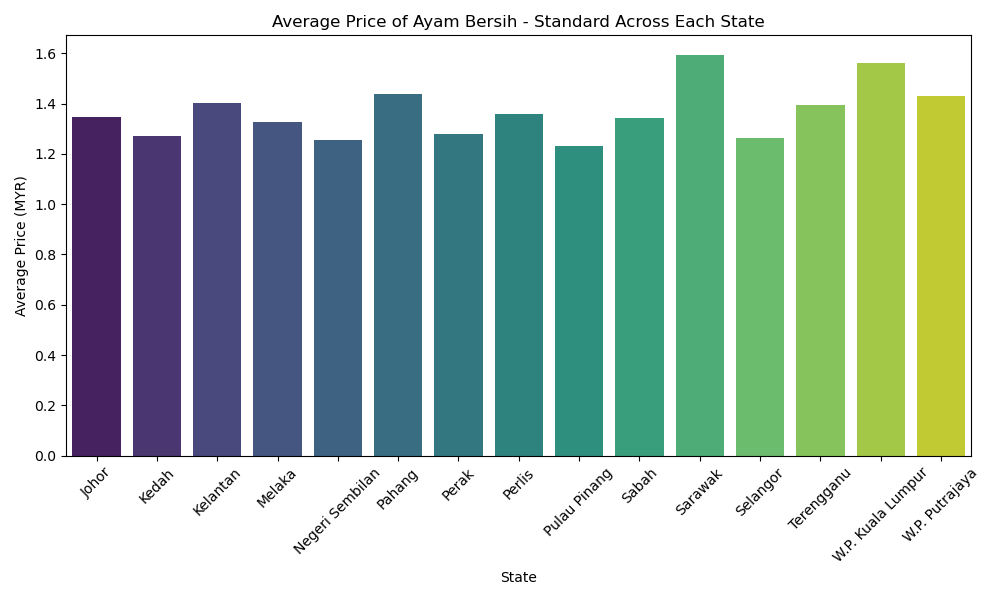 Average Price of Ayam Bersih - Standard Across Each State
Average Price (MYR)
1.6
1.4
1.2
1.0
0.8
0.6
0.4
0.2
0.0
Johor
Kedah
Kelantan
Melaka
Negeri Sembilan
Pahang
Perak
Perlis
Pulau Pinang
Sabah
Sarawak
Selangor
Terengganu
W.P. Kuala Lumpur
W.P. Putrajaya
State